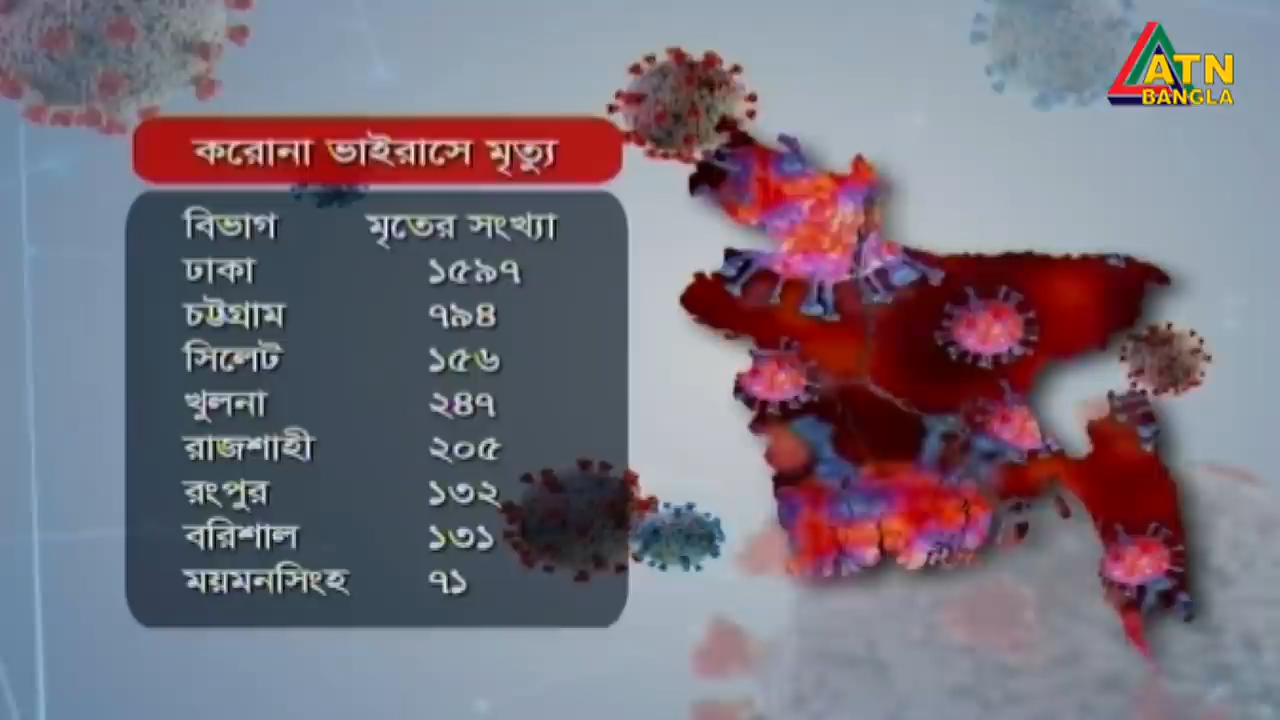 ATN
BANGLA
করোনা ভাইরাসে মৃত্যু
বিভাগ মৃতের সংখ্যা
ঢাকা ১৫৯৭
চট্টগ্রাম ৭৯৪
সিলেট ১৫৬
খুলনা ২৪৭
রাজশাহী ২০৫
রংপুর ১৩২
বরিশাল ১৩১
ময়মনসিংহ ৭১